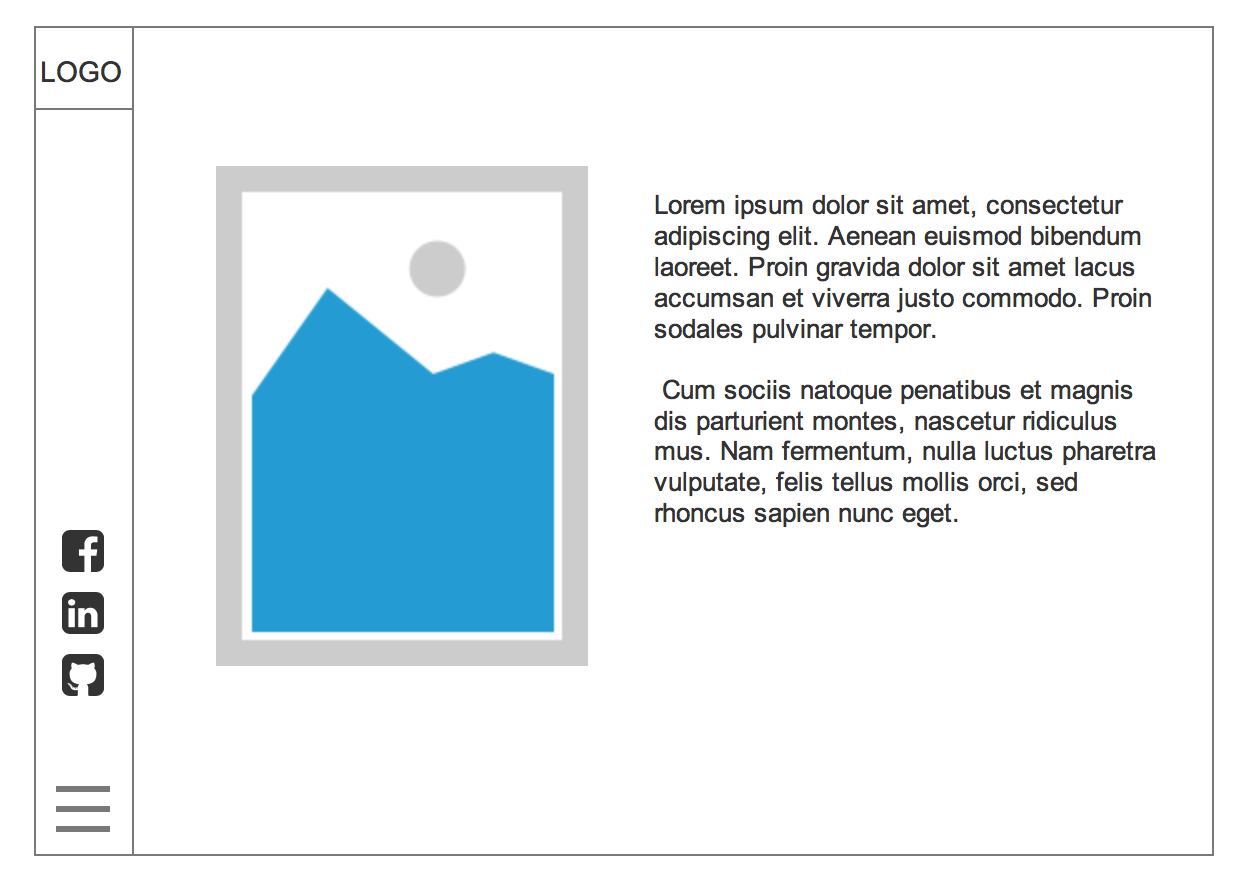 LOGO
Lorem ipsum dolor sit amet, consectetur
adipiscing elit. Aenean euismod bibendum
laoreet. Proin gravida dolor sit amet lacus
accumsan et viverra justo commodo. Proin
sodales pulvinar tempor.
Cum sociis natoque penatibus et magnis
dis parturient montes, nascetur ridiculus
mus. Nam fermentum, nulla luctus pharetra
vulputate, felis tellus mollis orci, sed
rhoncus sapien nunc eget.
in